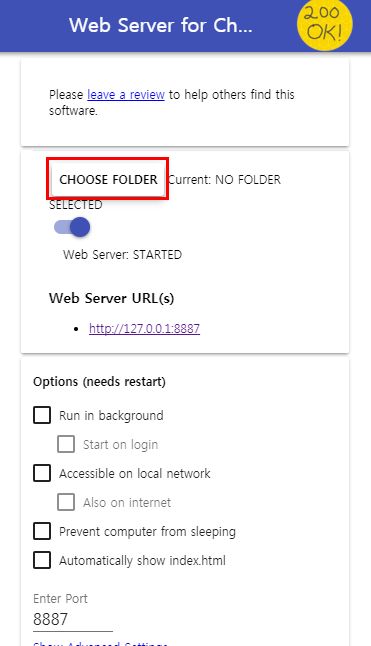 Web Server for Ch...
200
OK!
Please leave a review to help others find this
software.
CHOOSE FOLDER Current: NO FOLDER
SELECTED
Web Server: STARTED
Web Server URL(s)
http://127.0.0.1:8887
Options (needs restart)
Run in background
Start on login
Accessible on local network
Also on internet
Prevent computer from sleeping
Automatically show index.html
Enter Port
8887
Show Advanced Settings